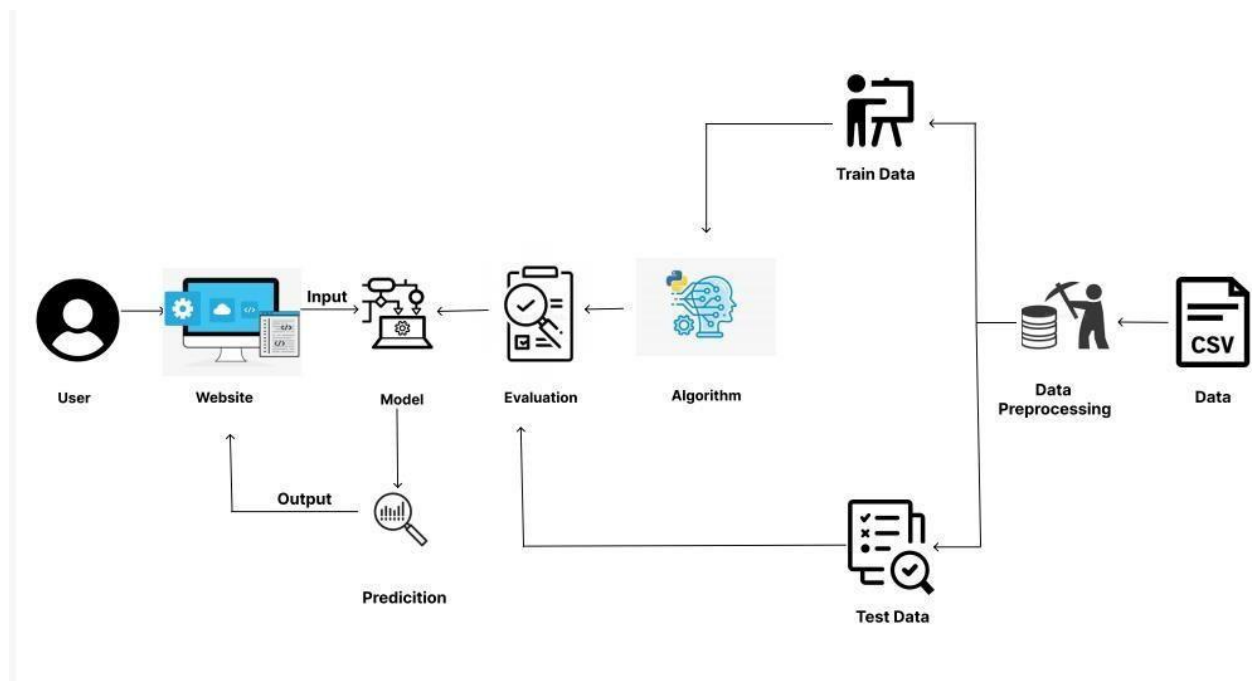 Train Data
Input
CSV
User
Website
Model
Evaluation
Algorithm
Data
Preprocessing
Data
Output
Predicition
Test Data